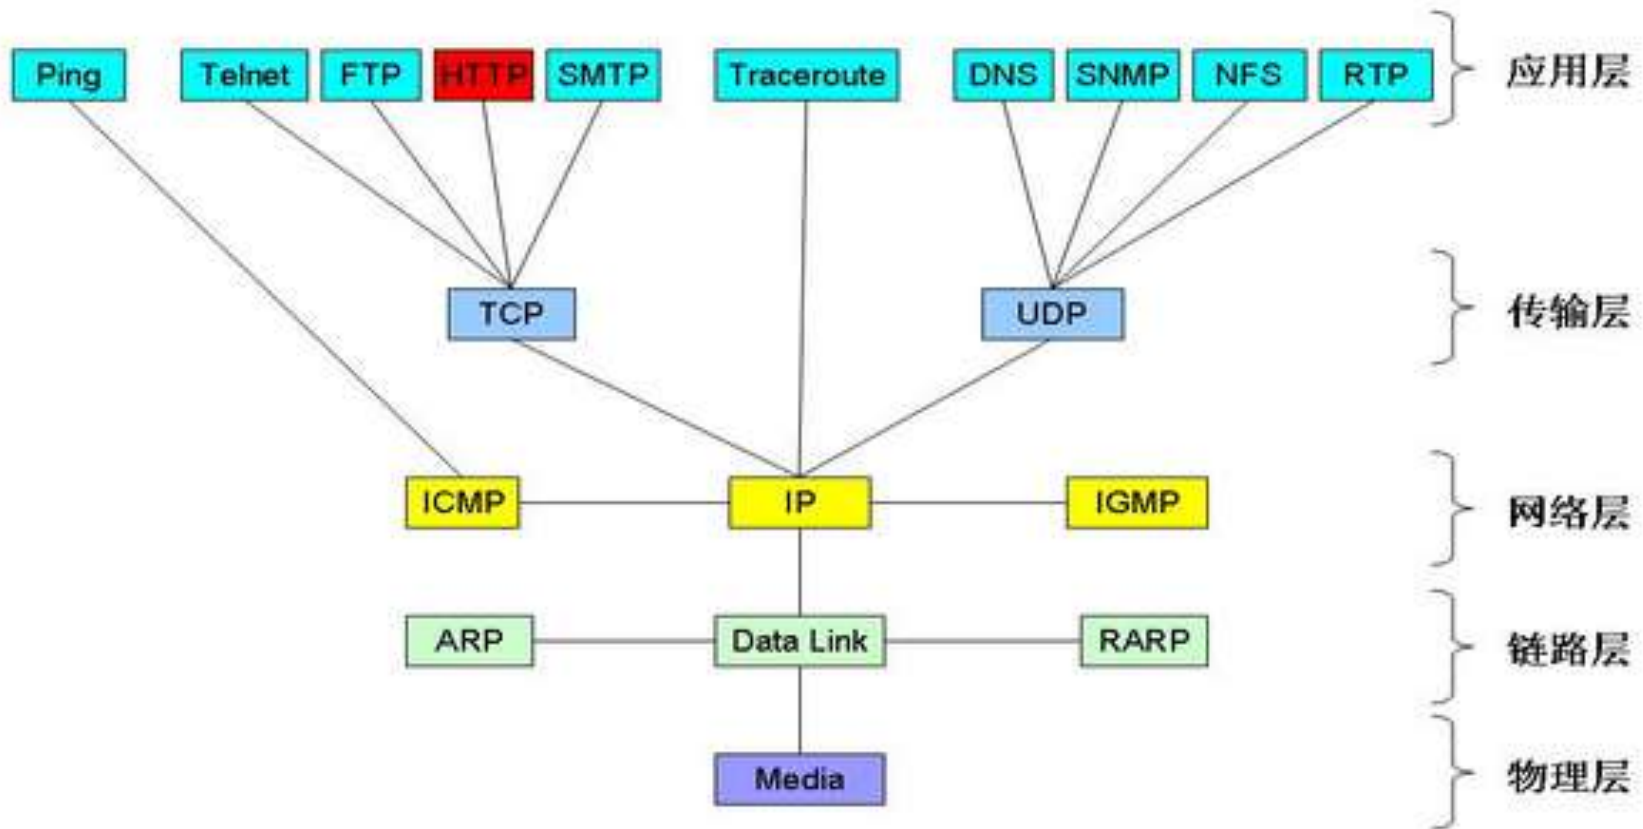 Ping Telnet FTP HTTP SMTP Traceroute DNS SNMP NFS RTP 应用层
TCP UDP 传输层
ICMP IP IGMP 网络层
ARP Data Link RARP 链路层
Media 物理层